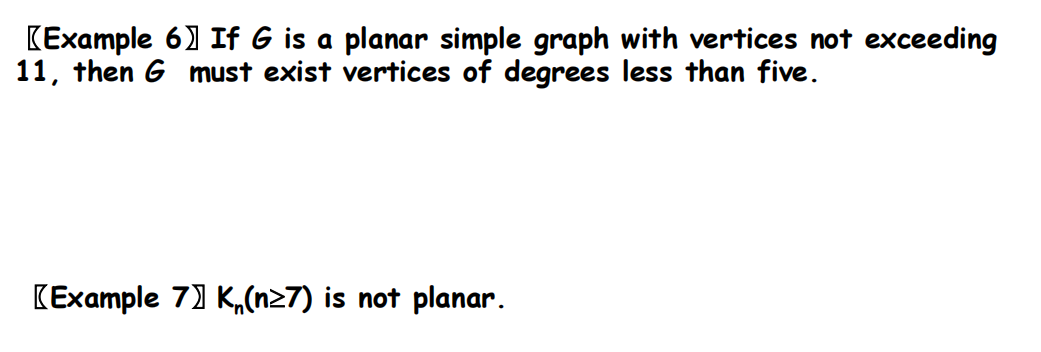 〖Example 6〗 If G is a planar simple graph with vertices not exceeding
11, then G must exist vertices of degrees less than five.
〖Example 7〗 Kₙ(n≥7) is not planar.